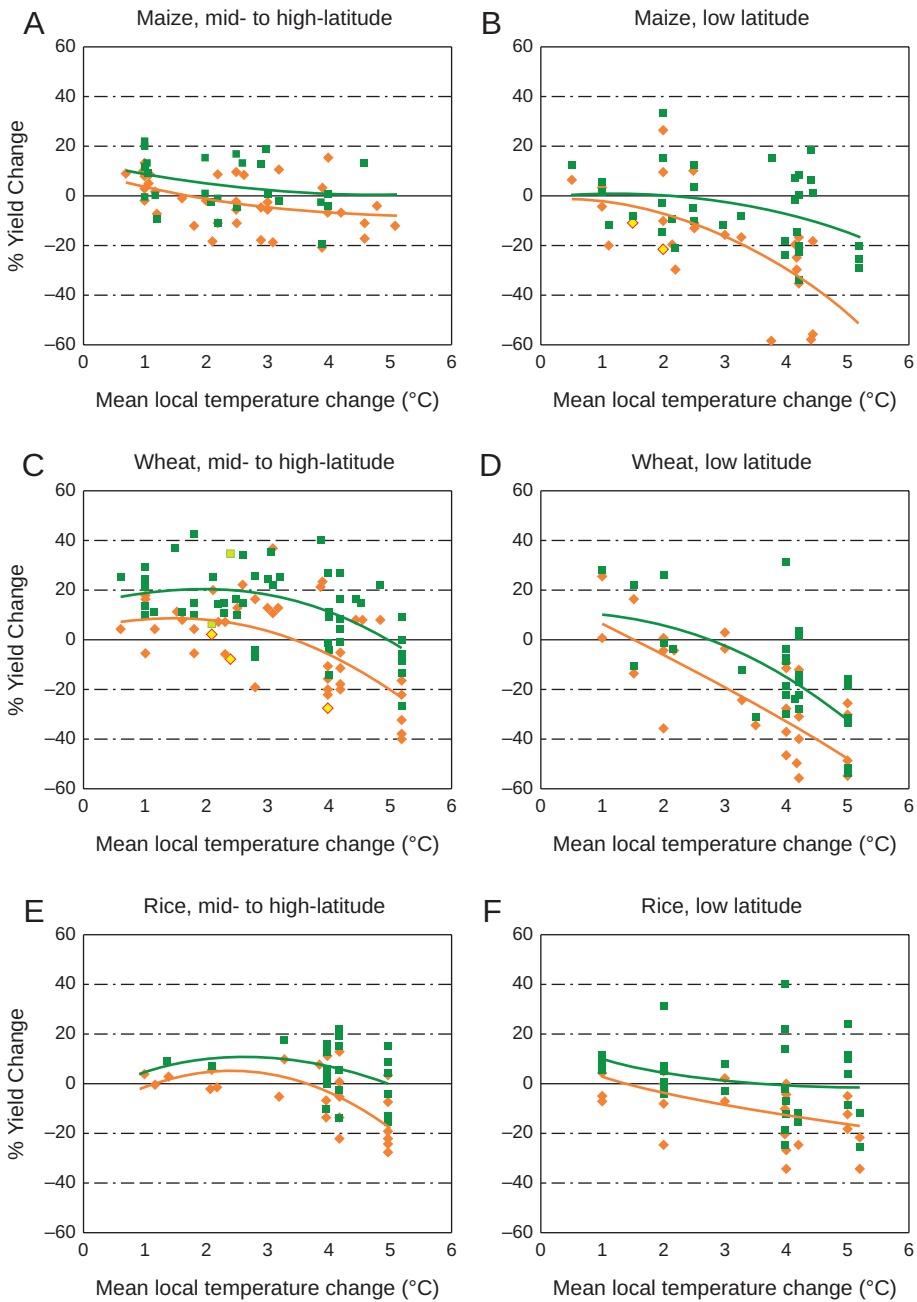 A Maize, mid- to high-latitude
% Yield Change
60
40
20
0
–20
–40
–60
0 1 2 3 4 5 6
Mean local temperature change (°C)
B Maize, low latitude
60
40
20
0
–20
–40
–60
0 1 2 3 4 5 6
Mean local temperature change (°C)
C Wheat, mid- to high-latitude
% Yield Change
60
40
20
0
–20
–40
–60
0 1 2 3 4 5 6
Mean local temperature change (°C)
D Wheat, low latitude
60
40
20
0
–20
–40
–60
0 1 2 3 4 5 6
Mean local temperature change (°C)
E Rice, mid- to high-latitude
% Yield Change
60
40
20
0
–20
–40
–60
0 1 2 3 4 5 6
Mean local temperature change (°C)
F Rice, low latitude
60
40
20
0
–20
–40
–60
0 1 2 3 4 5 6
Mean local temperature change (°C)